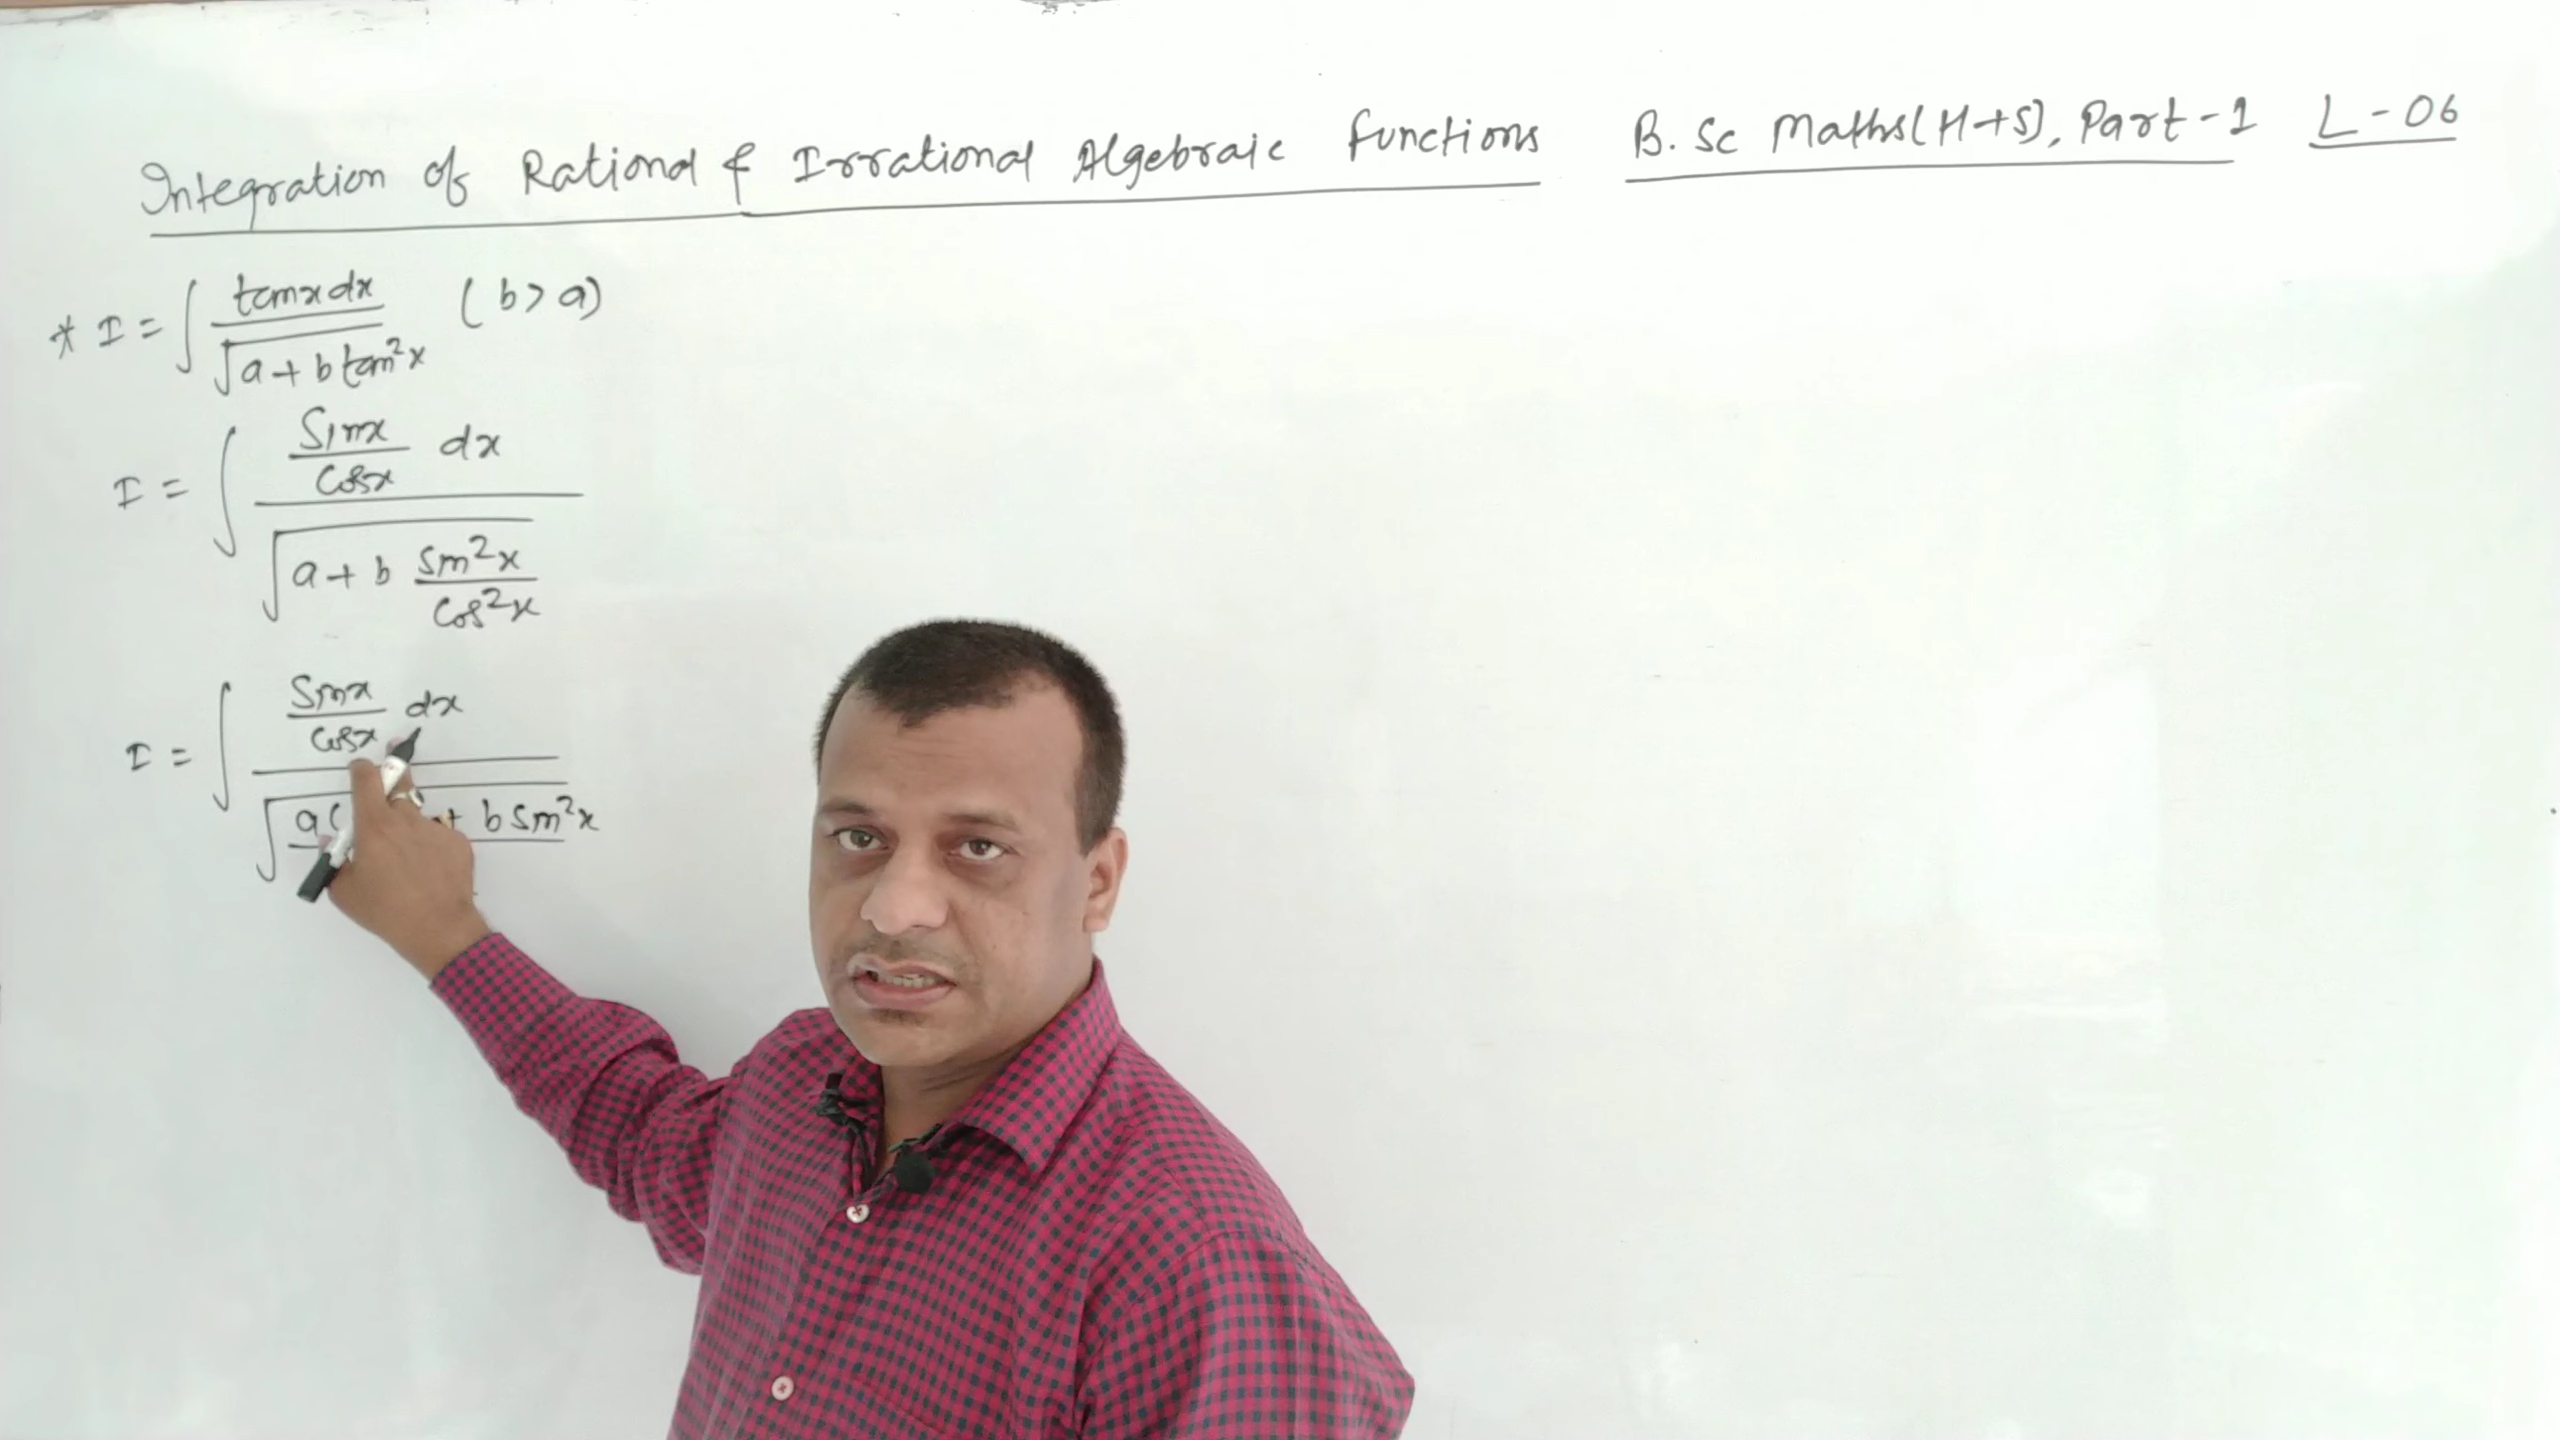 Integration of Rational & Irrational Algebraic Functions B.Sc Maths(H+S), Part-1 L-06
* I = ∫ tanx dx / √(a + b tan²x) (b > a)
I = ∫ (Sinx / Cosx) dx / √(a + b Sin²x / Cos²x)
I = ∫ (Sinx / Cosx) dx / √(a + b Sin²x)